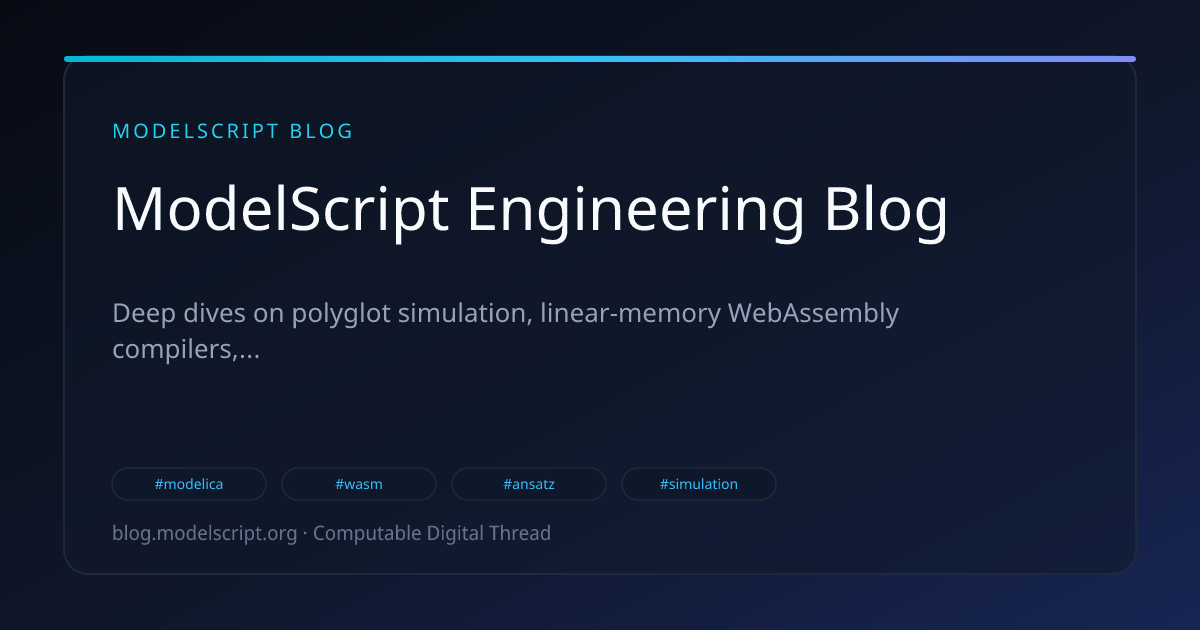 MODELSCRIPT BLOG
ModelScript Engineering Blog
Deep dives on polyglot simulation, linear-memory WebAssembly
compilers,...
#modelica #wasm #ansatz #simulation
blog.modelscript.org · Computable Digital Thread